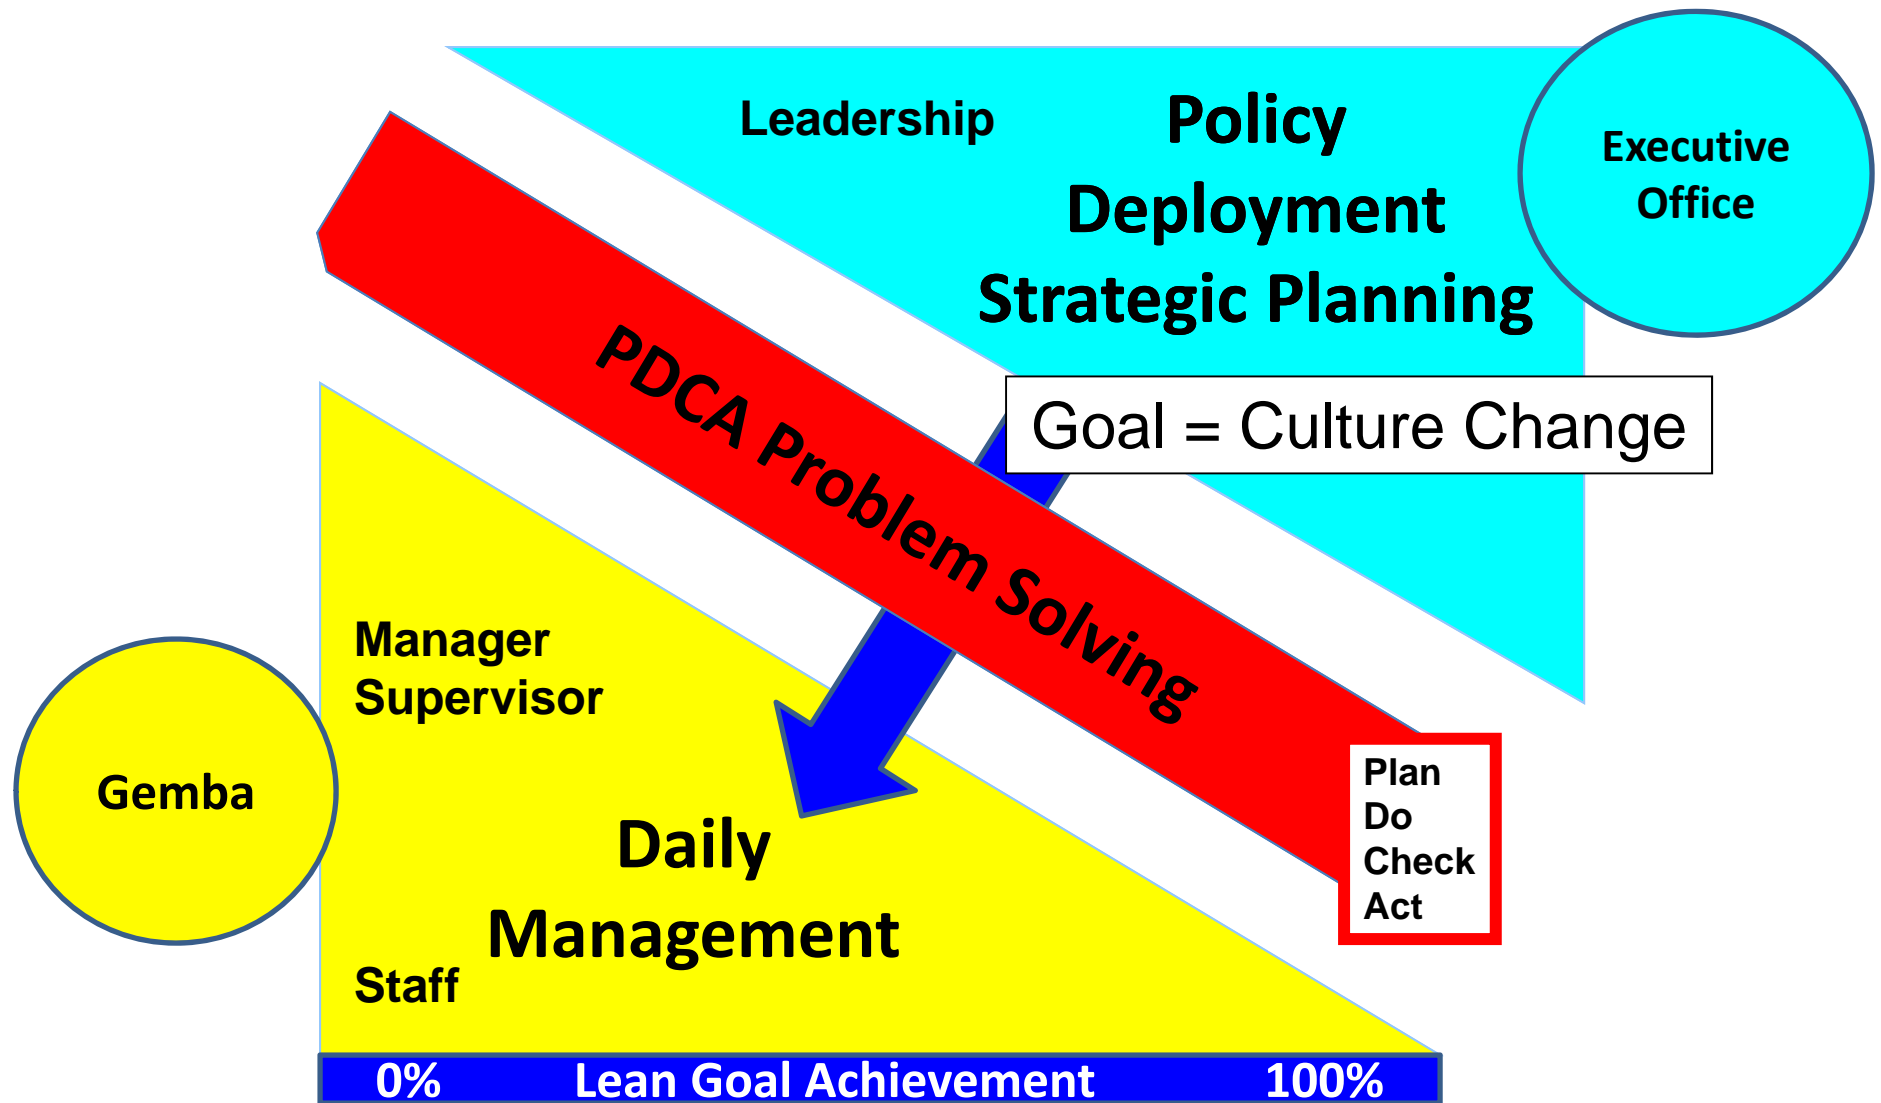 Leadership
Policy
Deployment
Strategic Planning
Executive
Office
Goal = Culture Change
PDCA Problem Solving
Manager
Supervisor
Gemba
Daily
Management
Staff
Plan
Do
Check
Act
0% Lean Goal Achievement 100%